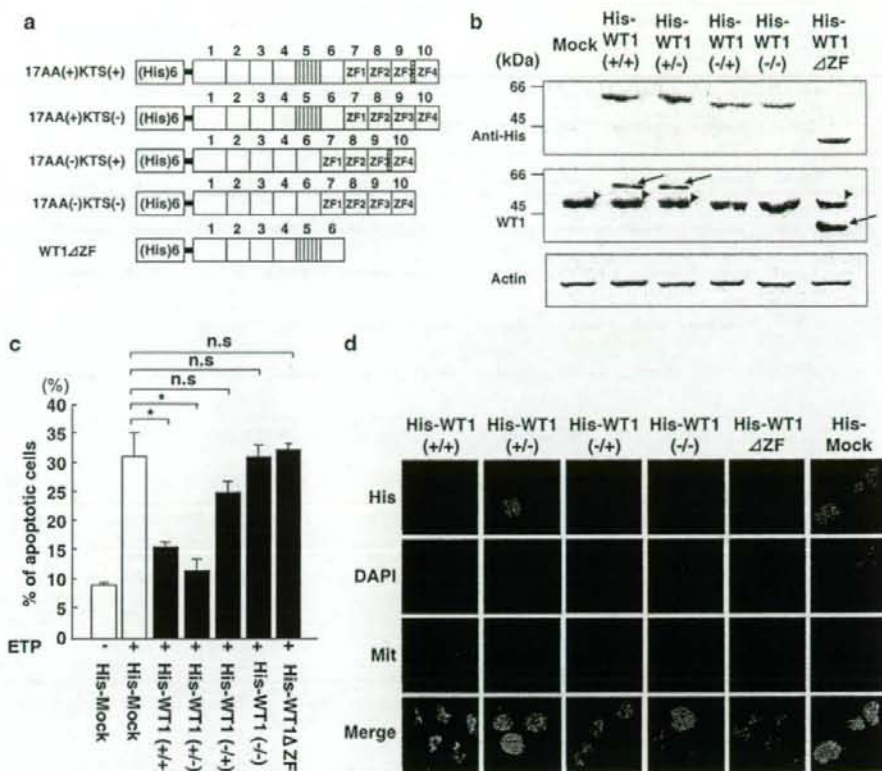 a
1 2 3 4 5 6 7 8 9 10
17AA(+)KTS(+) (His)6 ZF1 ZF2 ZF3 ZF4
1 2 3 4 5 6 7 8 9 10
17AA(+)KTS(-) (His)6 ZF1 ZF2 ZF3 ZF4
1 2 3 4 6 7 8 9 10
17AA(-)KTS(+) (His)6 ZF1 ZF2 ZF3 ZF4
1 2 3 4 6 7 8 9 10
17AA(-)KTS(-) (His)6 ZF1 ZF2 ZF3 ZF4
1 2 3 4 5 6
WT1⊿ZF (His)6
b
His- His- His- His- His-
Mock WT1 WT1 WT1 WT1 WT1
(kDa) (+/+) (+/-) (-/+) (-/-) ⊿ZF
66
45
Anti-His
66
45
WT1
Actin
c
n.s
n.s
n.s
*
*
(%)
40
35
30
25
20
15
10
5
0
% of apoptotic cells
ETP - + + + + + +
His-Mock
His-Mock
His-WT1 (+/+)
His-WT1 (+/-)
His-WT1 (-/+)
His-WT1 (-/-)
His-WT1Δ ZF
d
His-WT1 His-WT1 His-WT1 His-WT1 His-WT1 His-
(+/+) (+/-) (-/+) (-/-) ⊿ZF Mock
His
DAPI
Mit
Merge